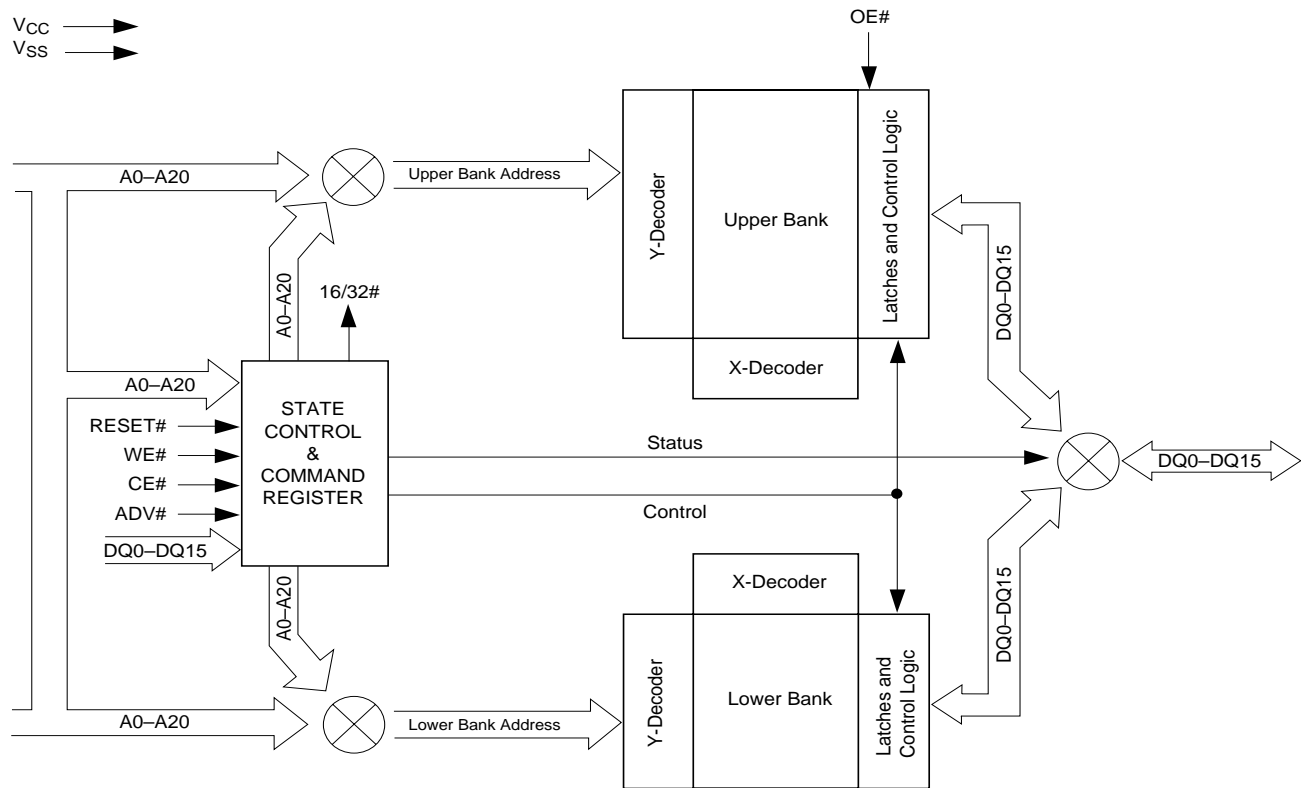 VCC
VSS
OE#
A0–A20
Upper Bank Address
Y-Decoder
Upper Bank
Latches and Control Logic
X-Decoder
DQ0–DQ15
A0–A20
16/32#
A0–A20
RESET#
WE#
CE#
ADV#
DQ0–DQ15
STATE
CONTROL
&
COMMAND
REGISTER
Status
Control
DQ0–DQ15
A0–A20
X-Decoder
DQ0–DQ15
A0–A20
Lower Bank Address
Y-Decoder
Lower Bank
Latches and
Control Logic